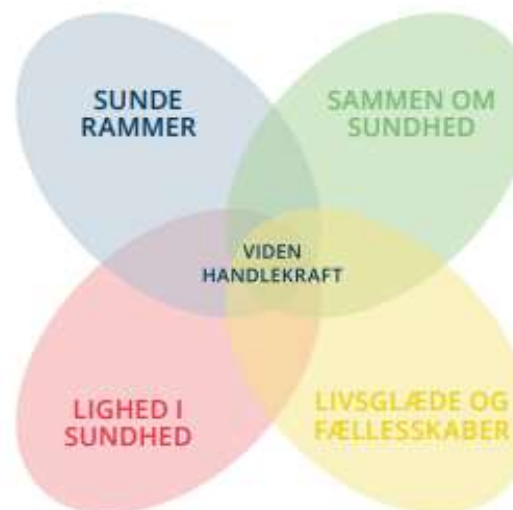 SUNDE
RAMMER
SAMMEN OM
SUNDHED
VIDEN
HANDLEKRAFT
LIGHED I
SUNDHED
LIVSGLÆDE OG
FÆLLESSKABER